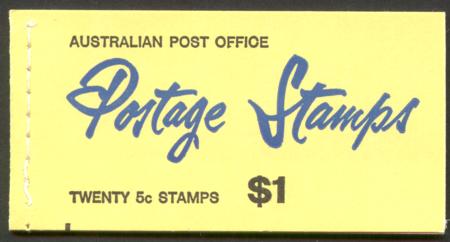 AUSTRALIAN POST OFFICE
Postage Stamps
TWENTY 5c STAMPS $1